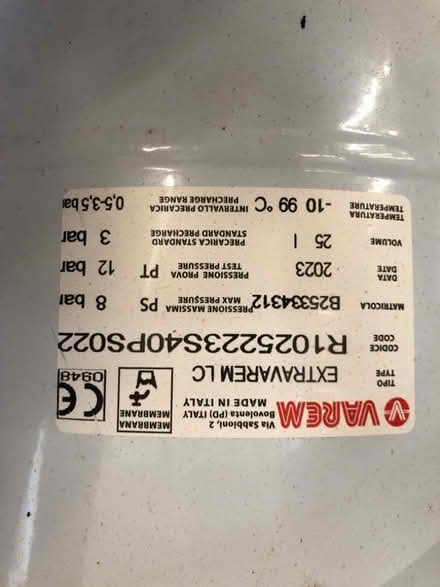 VAREM
Via Sabbion, 2
Bovolenta (PD) ITALY
MADE IN ITALY
MEMBRANA
MEMBRANE
CE
0948
TIPO
TYPE
EXTRAVAREM LC
CODICE
CODE
R1025223S40PS022
MATRICOLA
B25334312
PRESSIONE MASSIMA
MAX PRESSURE
PS 8 bar
DATA
DATE
2023
PRESSIONE PROVA
TEST PRESSURE
PT 12 bar
VOLUME
25 l
PRECARICA STANDARD
STANDARD PRECHARGE
3 bar
TEMPERATURA
TEMPERATURE
-10 99 °C
INTERVALLO PRECARICA
PRECHARGE RANGE
0,5-3,5 bar